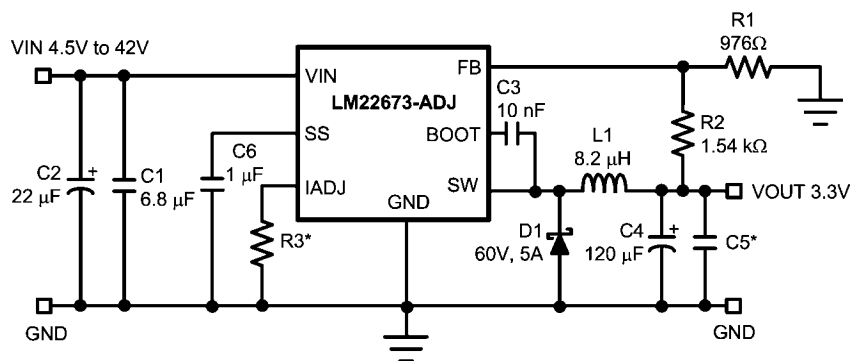 VIN 4.5V to 42V
R1
976Ω
VIN
FB
C3
10 nF
LM22673-ADJ
SS
BOOT
L1
8.2 μH
R2
1.54 kΩ
C2
+
22 μF
C1
6.8 μF
C6
1 μF
IADJ
GND
SW
VOUT 3.3V
R3*
D1
60V, 5A
C4
+
120 μF
C5*
GND
GND